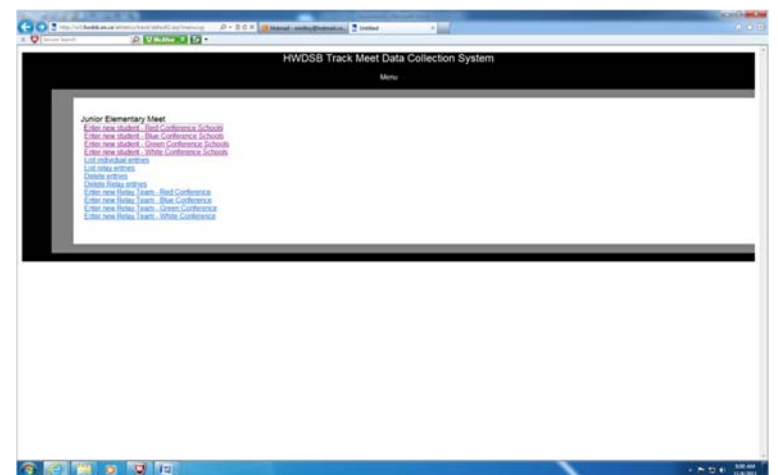 Secure Search
McAfee
HWDSB Track Meet Data Collection System
Menu
Junior Elementary Meet
Enter new student - Red Conference Schools
Enter new student - Blue Conference Schools
Enter new student - Green Conference Schools
Enter new student - White Conference Schools
List individual entries
List relay entries
Delete entries
Delete Relay entries
Enter new Relay Team - Red Conference
Enter new Relay Team - Blue Conference
Enter new Relay Team - Green Conference
Enter new Relay Team - White Conference